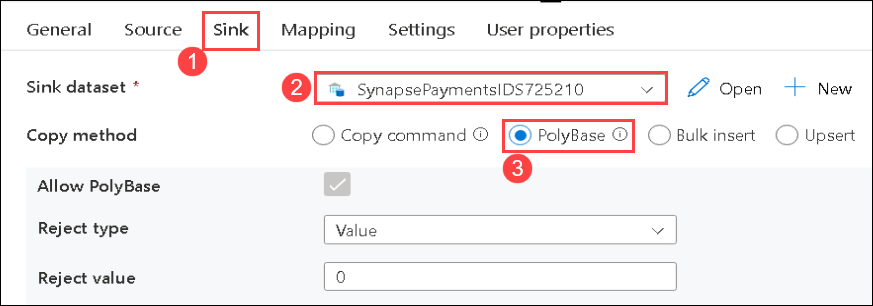 General Source Sink Mapping Settings User properties
1
Sink dataset * 2 SynapsePaymentsIDS725210 Open New
Copy method Copy command PolyBase Bulk insert Upsert
3
Allow PolyBase
Reject type Value
Reject value 0